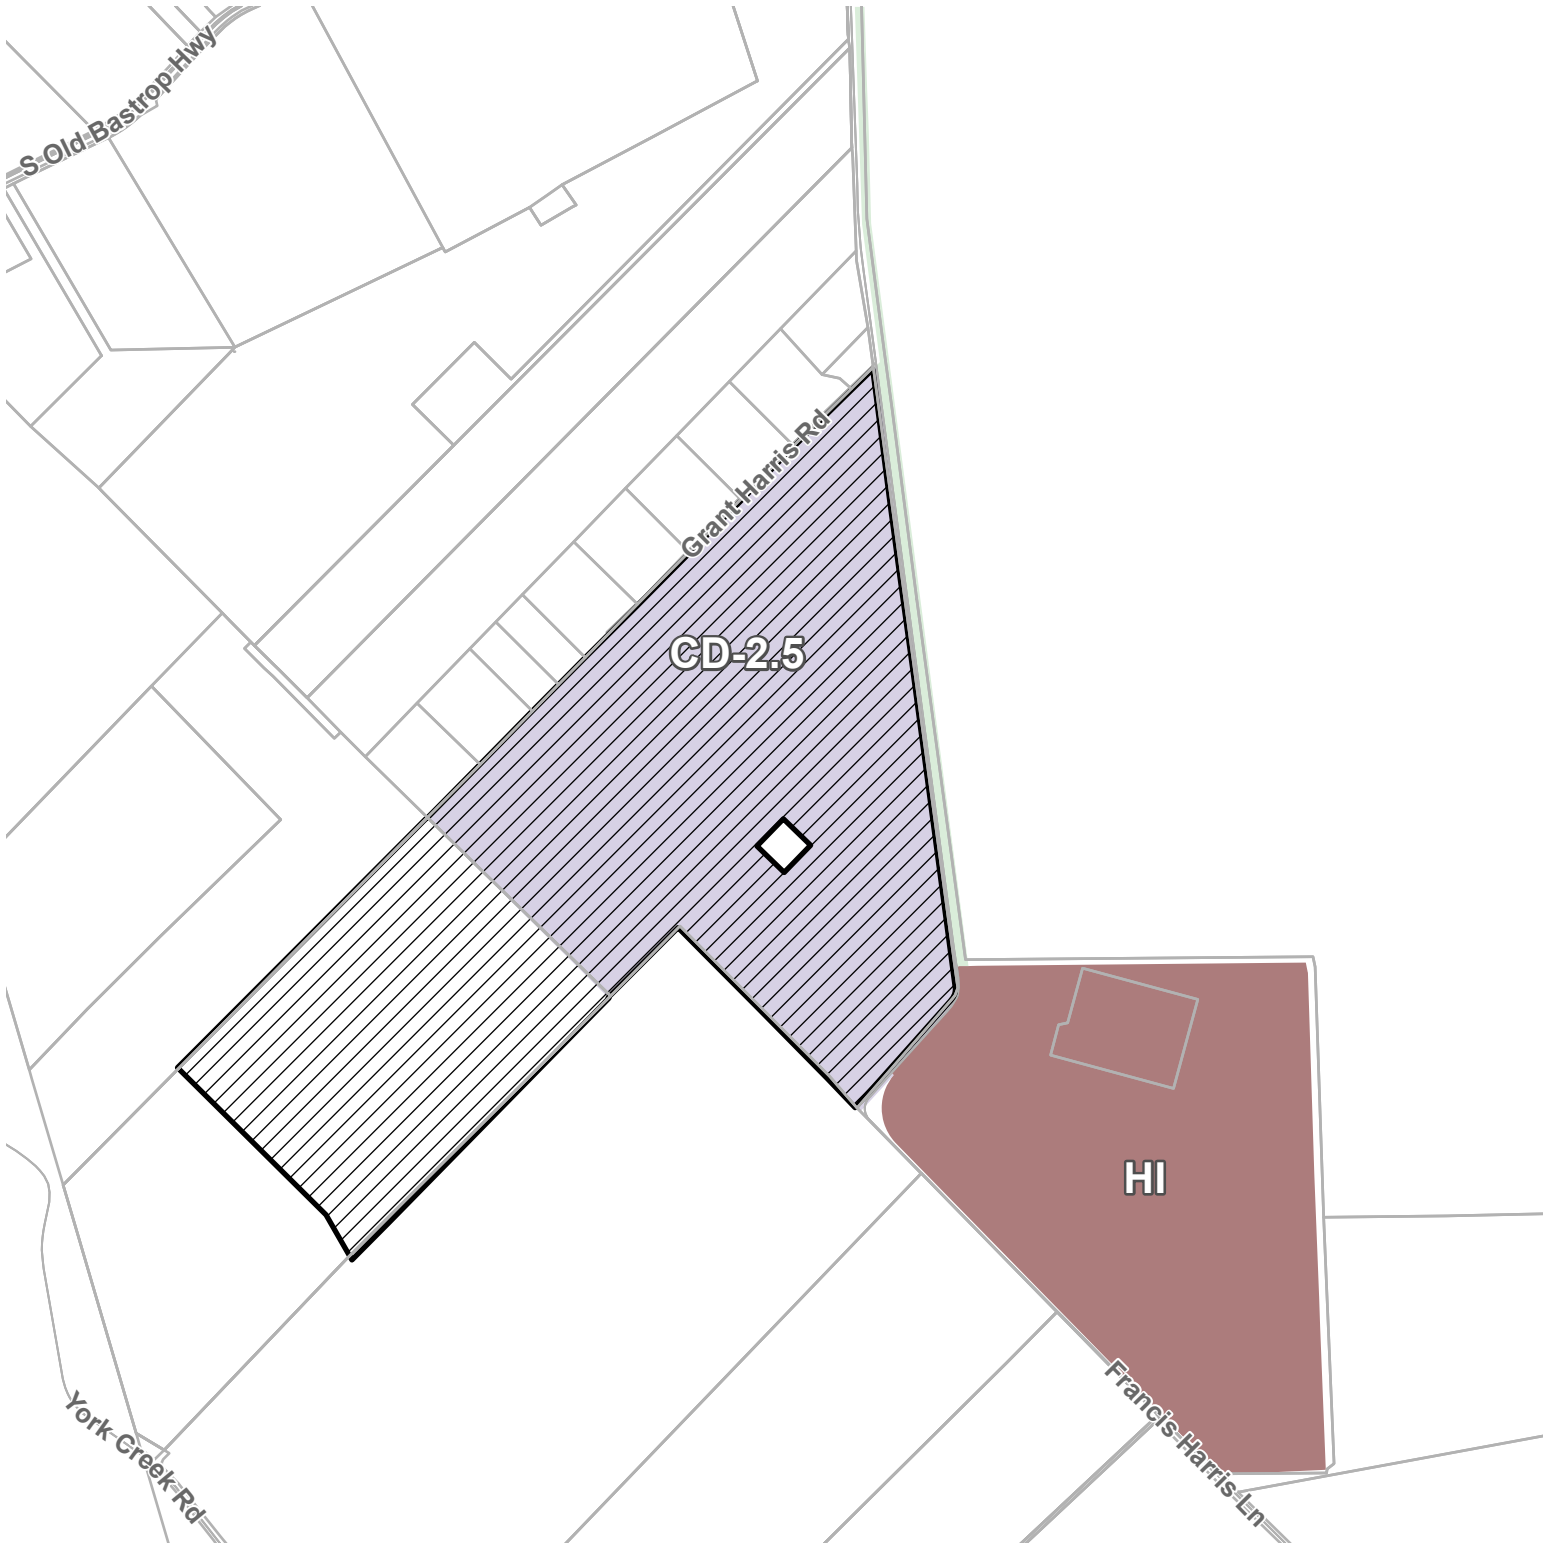 S Old Bastrop Hwy
Grant Harris Rd
CD-2.5
HI
Francis Harris Ln
York Creek Rd